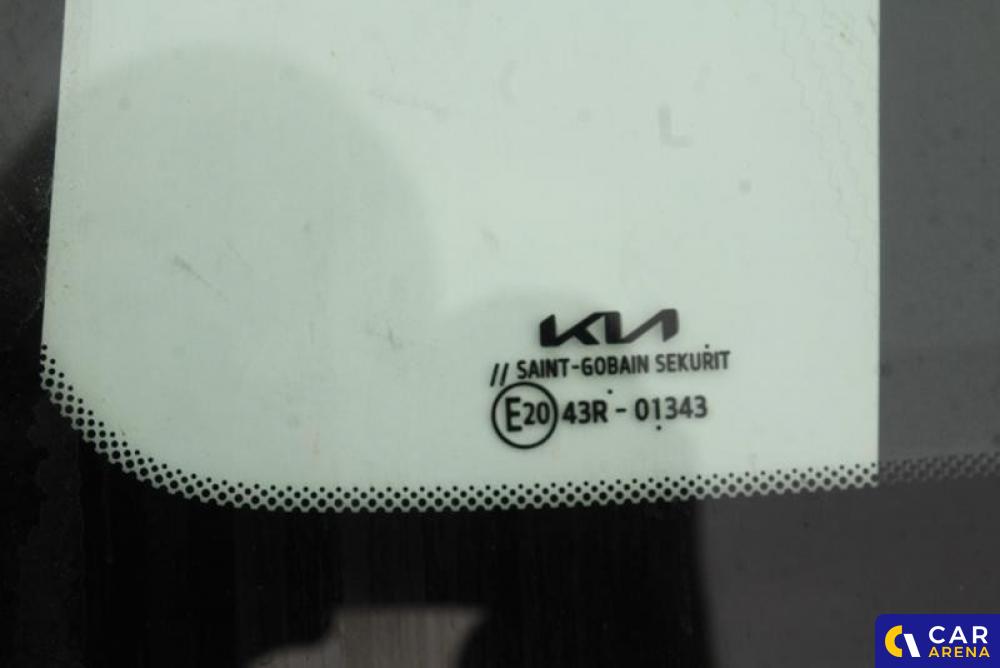 KIA
// SAINT-GOBAIN SEKURIT
E20 43R - 01343
CAR
ARENA